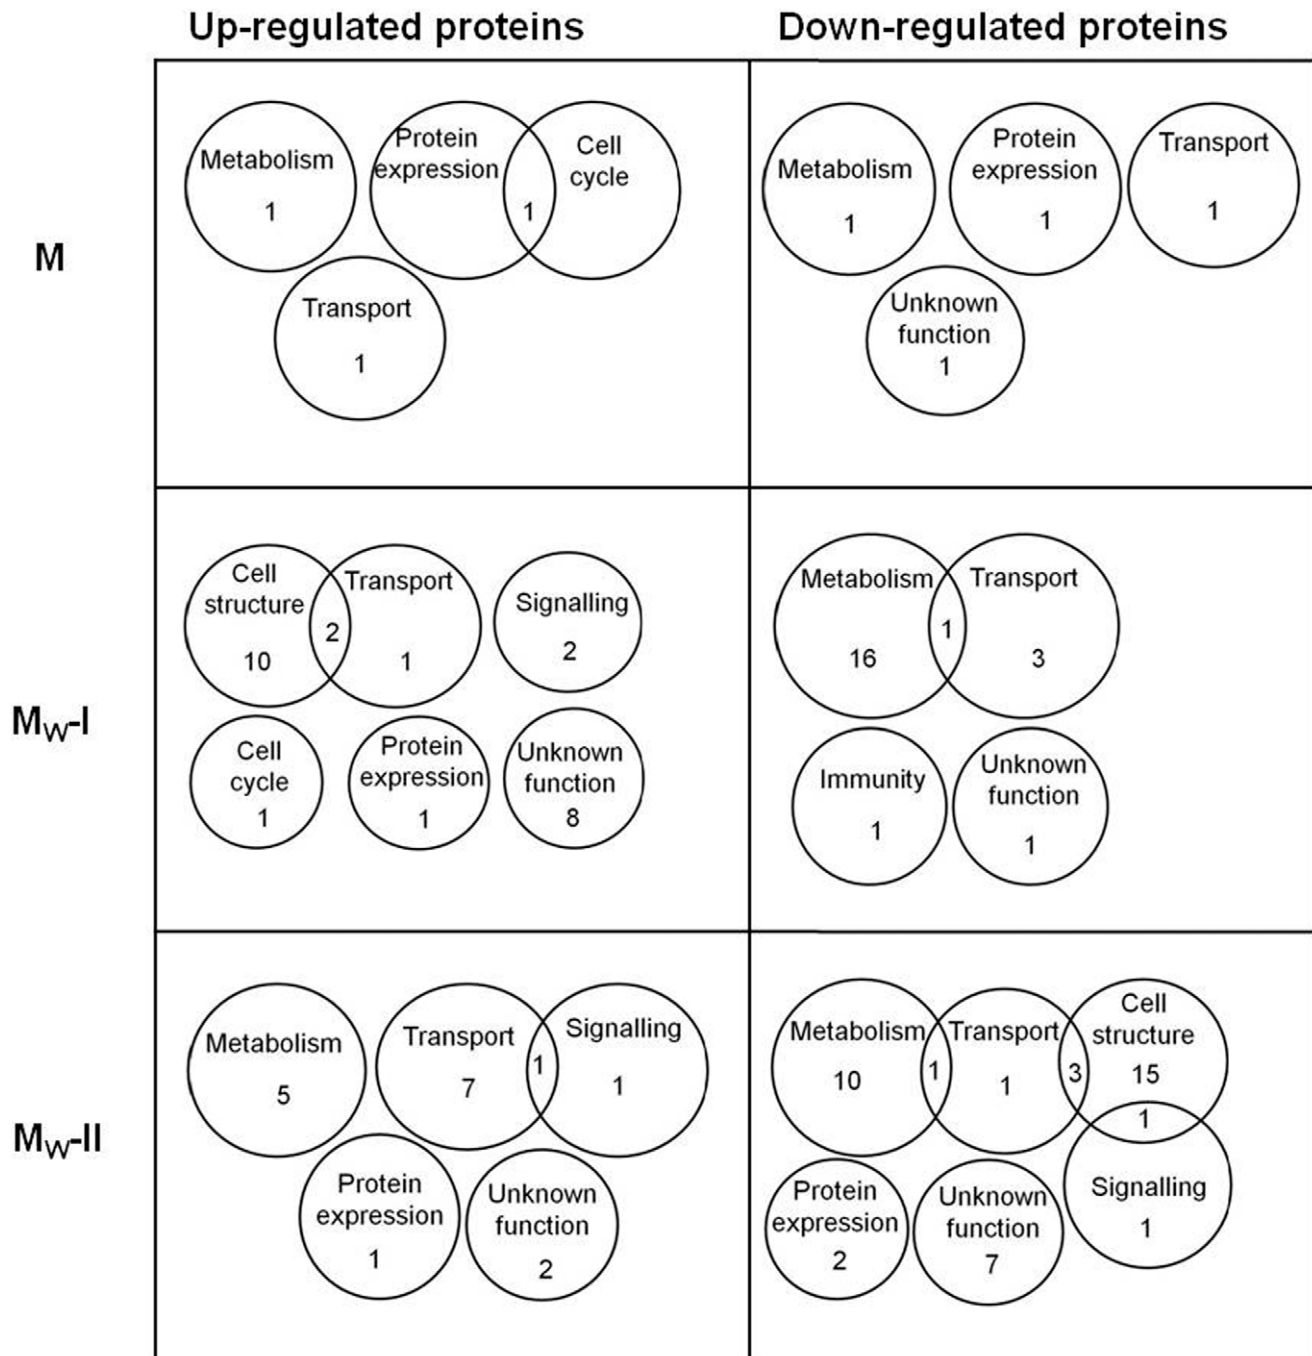 Up-regulated proteins
Down-regulated proteins
M
Metabolism
1
Protein
expression
1
Cell
cycle
Transport
1
Metabolism
1
Protein
expression
1
Transport
1
Unknown
function
1
Mw-I
Cell
structure
10
2
Transport
1
Signalling
2
Cell
cycle
1
Protein
expression
1
Unknown
function
8
Metabolism
16
1
Transport
3
Immunity
1
Unknown
function
1
Mw-II
Metabolism
5
Transport
7
1
Signalling
1
Protein
expression
1
Unknown
function
2
Metabolism
10
1
Transport
1
3
Cell
structure
15
1
Signalling
1
Protein
expression
2
Unknown
function
7